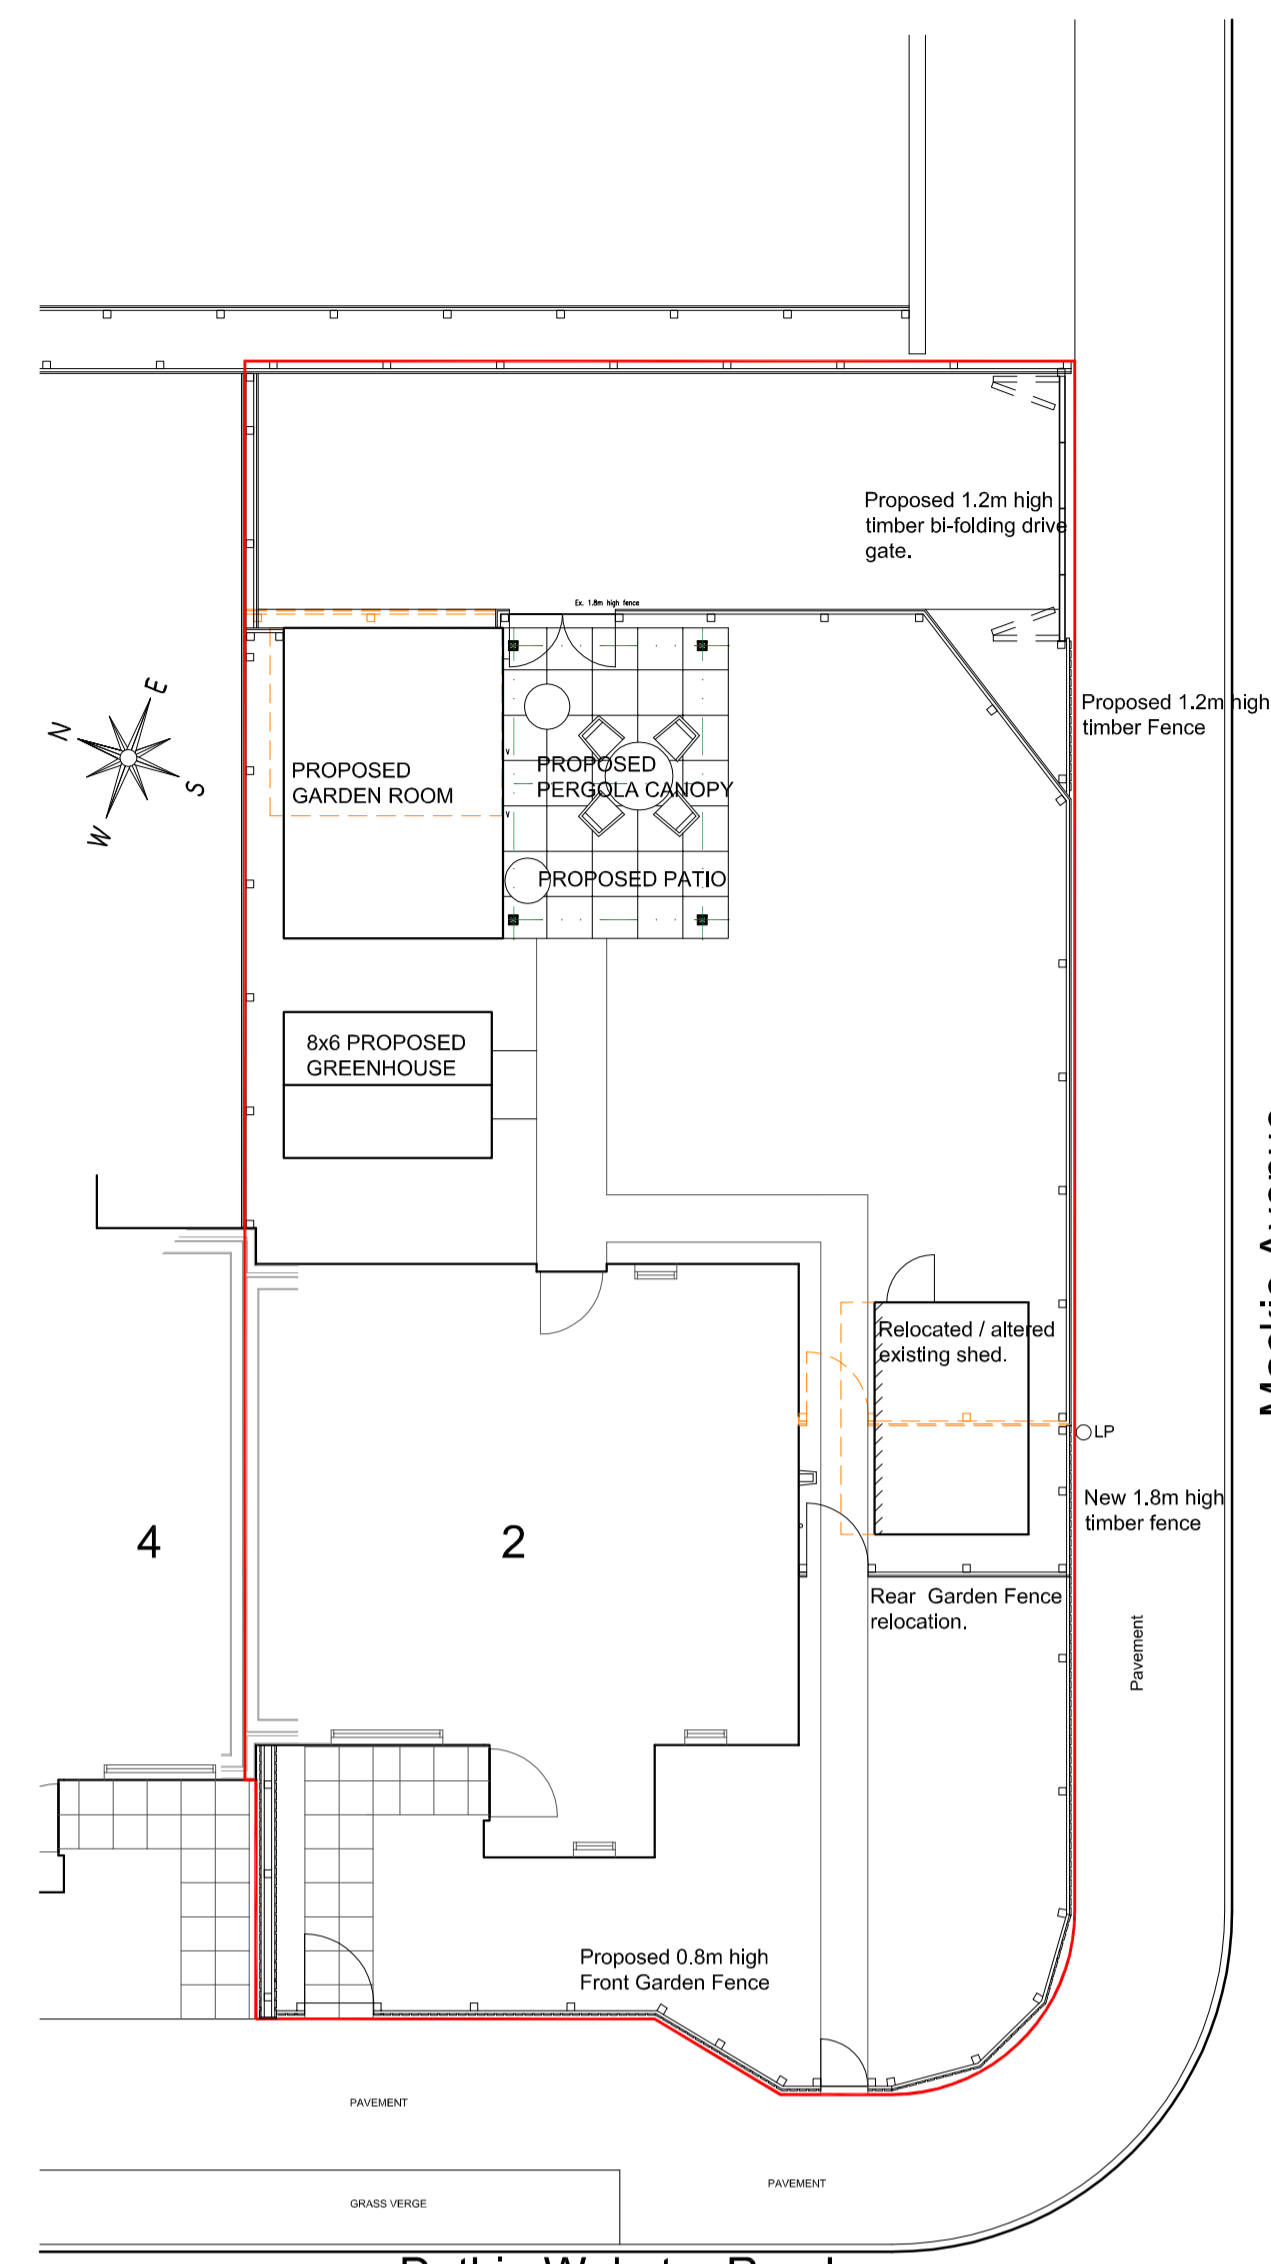 Proposed 1.2m high
timber bi-folding drive
gate.
Ex. 1.8m high fence
Proposed 1.2m high
timber Fence
N
E
S
W
PROPOSED
GARDEN ROOM
PROPOSED
PERGOLA CANOPY
PROPOSED PATIO
8x6 PROPOSED
GREENHOUSE
Relocated / altered
existing shed.
LP
New 1.8m high
timber fence
4
2
Rear Garden Fence
relocation.
Pavement
Proposed 0.8m high
Front Garden Fence
PAVEMENT
PAVEMENT
GRASS VERGE